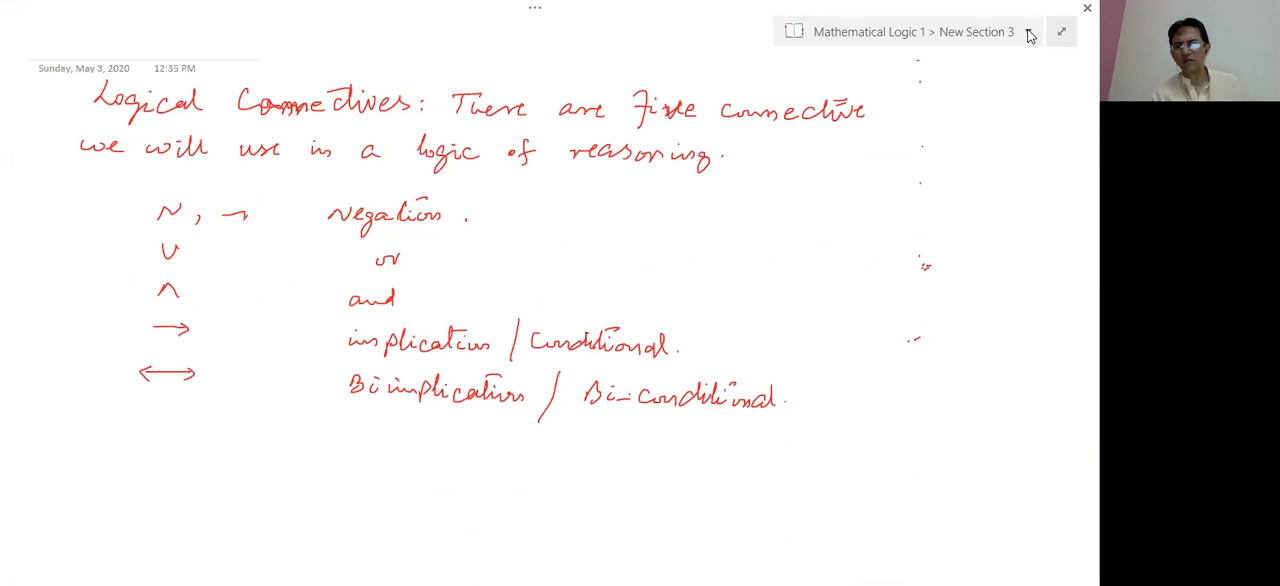 Mathematical Logic 1 > New Section 3
Sunday, May 3, 2020 12:35 PM
Logical Connectives: There are five connective
we will use in a logic of reasoning.
~, ¬ Negation.
∨ or
∧ and
→ implication / Conditional.
↔ Biimplication / Bi-conditional.